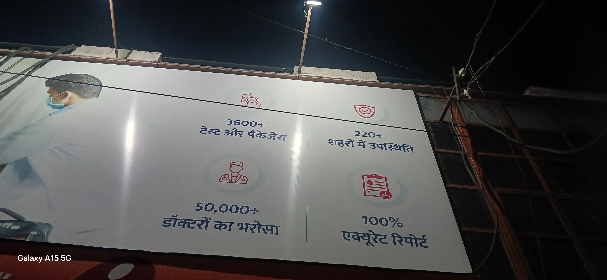 3600+
टेस्ट और पैकेजेस
220+
शहरों में उपस्थिति
50,000+
डॉक्टरों का भरोसा
100%
एक्यूरेट रिपोर्ट
Galaxy A15 5G